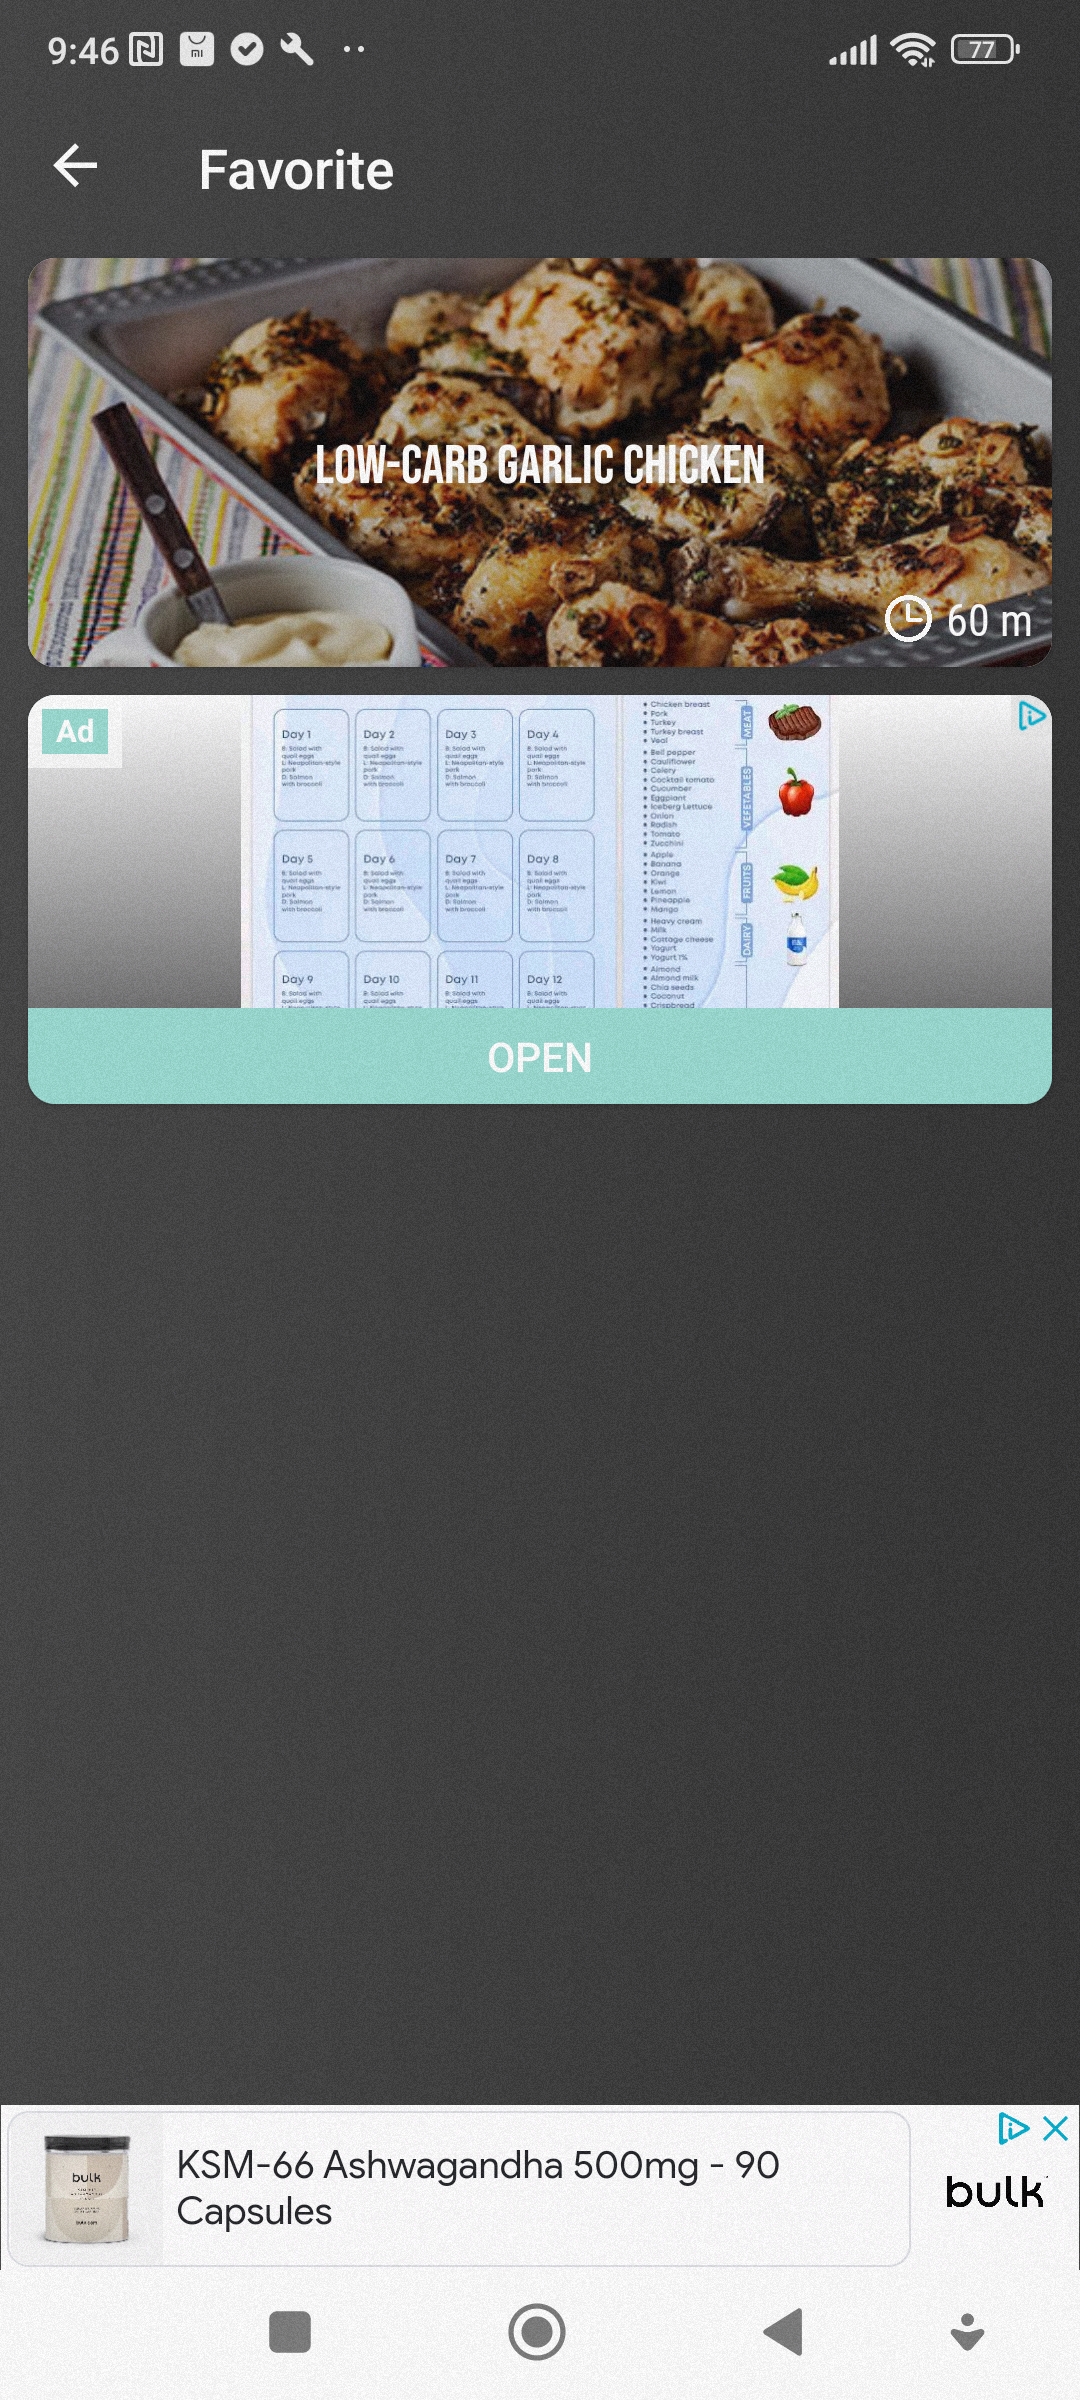 9:46
77
Favorite
LOW-CARB GARLIC CHICKEN
60 m
Ad
Day 1
B: Salad with
quail eggs
L: Neapolitan-style
pork
D: Salmon
with broccoli
Day 2
B: Salad with
quail eggs
L: Neapolitan-style
pork
D: Salmon
with broccoli
Day 3
B: Salad with
quail eggs
L: Neapolitan-style
pork
D: Salmon
with broccoli
Day 4
B: Salad with
quail eggs
L: Neapolitan-style
pork
D: Salmon
with broccoli
Day 5
B: Salad with
quail eggs
L: Neapolitan-style
pork
D: Salmon
with broccoli
Day 6
B: Salad with
quail eggs
L: Neapolitan-style
pork
D: Salmon
with broccoli
Day 7
B: Salad with
quail eggs
L: Neapolitan-style
pork
D: Salmon
with broccoli
Day 8
B: Salad with
quail eggs
L: Neapolitan-style
pork
D: Salmon
with broccoli
Day 9
B: Salad with
quail eggs
Day 10
B: Salad with
quail eggs
Day 11
B: Salad with
quail eggs
Day 12
B: Salad with
quail eggs
Chicken breast
Pork
Turkey
Turkey breast
Veal
MEAT
Bell pepper
Cauliflower
Celery
Cocktail tomato
Cucumber
Eggplant
Iceberg Lettuce
Onion
Radish
Tomato
Zucchini
VEFETABLES
Apple
Banana
Orange
Kiwi
Lemon
Pineapple
Mango
FRUITS
Heavy cream
Milk
Cottage cheese
Yogurt
Yogurt 1%
DAIRY
Almond
Almond milk
Chia seeds
Coconut
Crispbread
OPEN
bulk
KSM-66 Ashwagandha 500mg - 90
Capsules
bulk